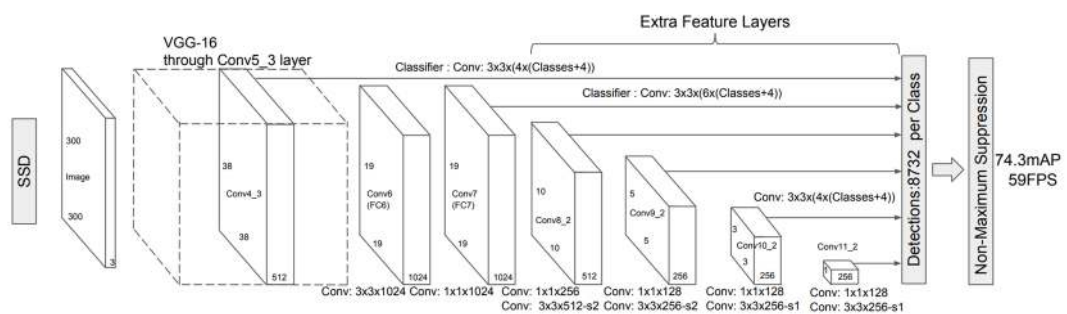 Extra Feature Layers
VGG-16
through Conv5_3 layer
Classifier : Conv: 3x3x(4x(Classes+4))
Classifier : Conv: 3x3x(6x(Classes+4))
SSD
300
Image
300
3
38
Conv4_3
38
512
19
Conv6
(FC6)
19
1024
19
Conv7
(FC7)
19
1024
10
Conv8_2
10
512
5
Conv9_2
5
256
Conv: 3x3x(4x(Classes+4))
3
Conv10_2
3
256
Conv11_2
1
256
Detections:8732 per Class
Non-Maximum Suppression
74.3mAP
59FPS
Conv: 3x3x1024
Conv: 1x1x1024
Conv: 1x1x256
Conv: 3x3x512-s2
Conv: 1x1x128
Conv: 3x3x256-s2
Conv: 1x1x128
Conv: 3x3x256-s1
Conv: 1x1x128
Conv: 3x3x256-s1